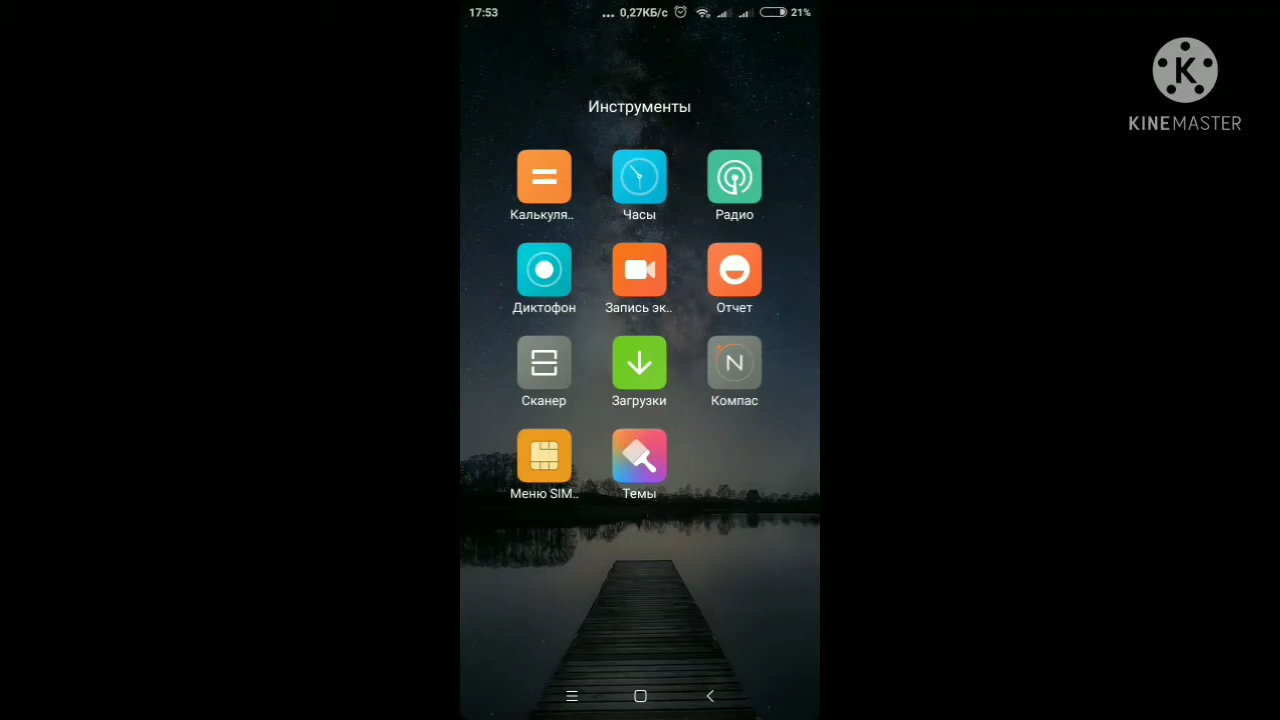 17:53
... 0,27КБ/с
21%
K
KINEMASTER
Инструменты
Калькуля..
Часы
Радио
Диктофон
Запись эк..
Отчет
Сканер
Загрузки
N
Компас
Меню SIM..
Темы